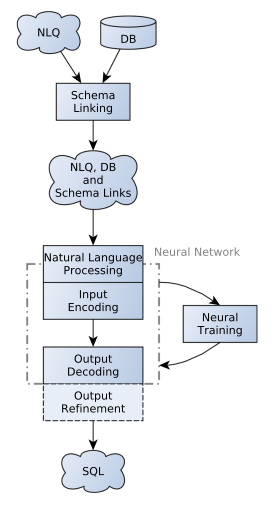 NLQ
DB
Schema
Linking
NLQ, DB
and
Schema Links
Neural Network
Natural Language
Processing
Input
Encoding
Neural
Training
Output
Decoding
Output
Refinement
SQL